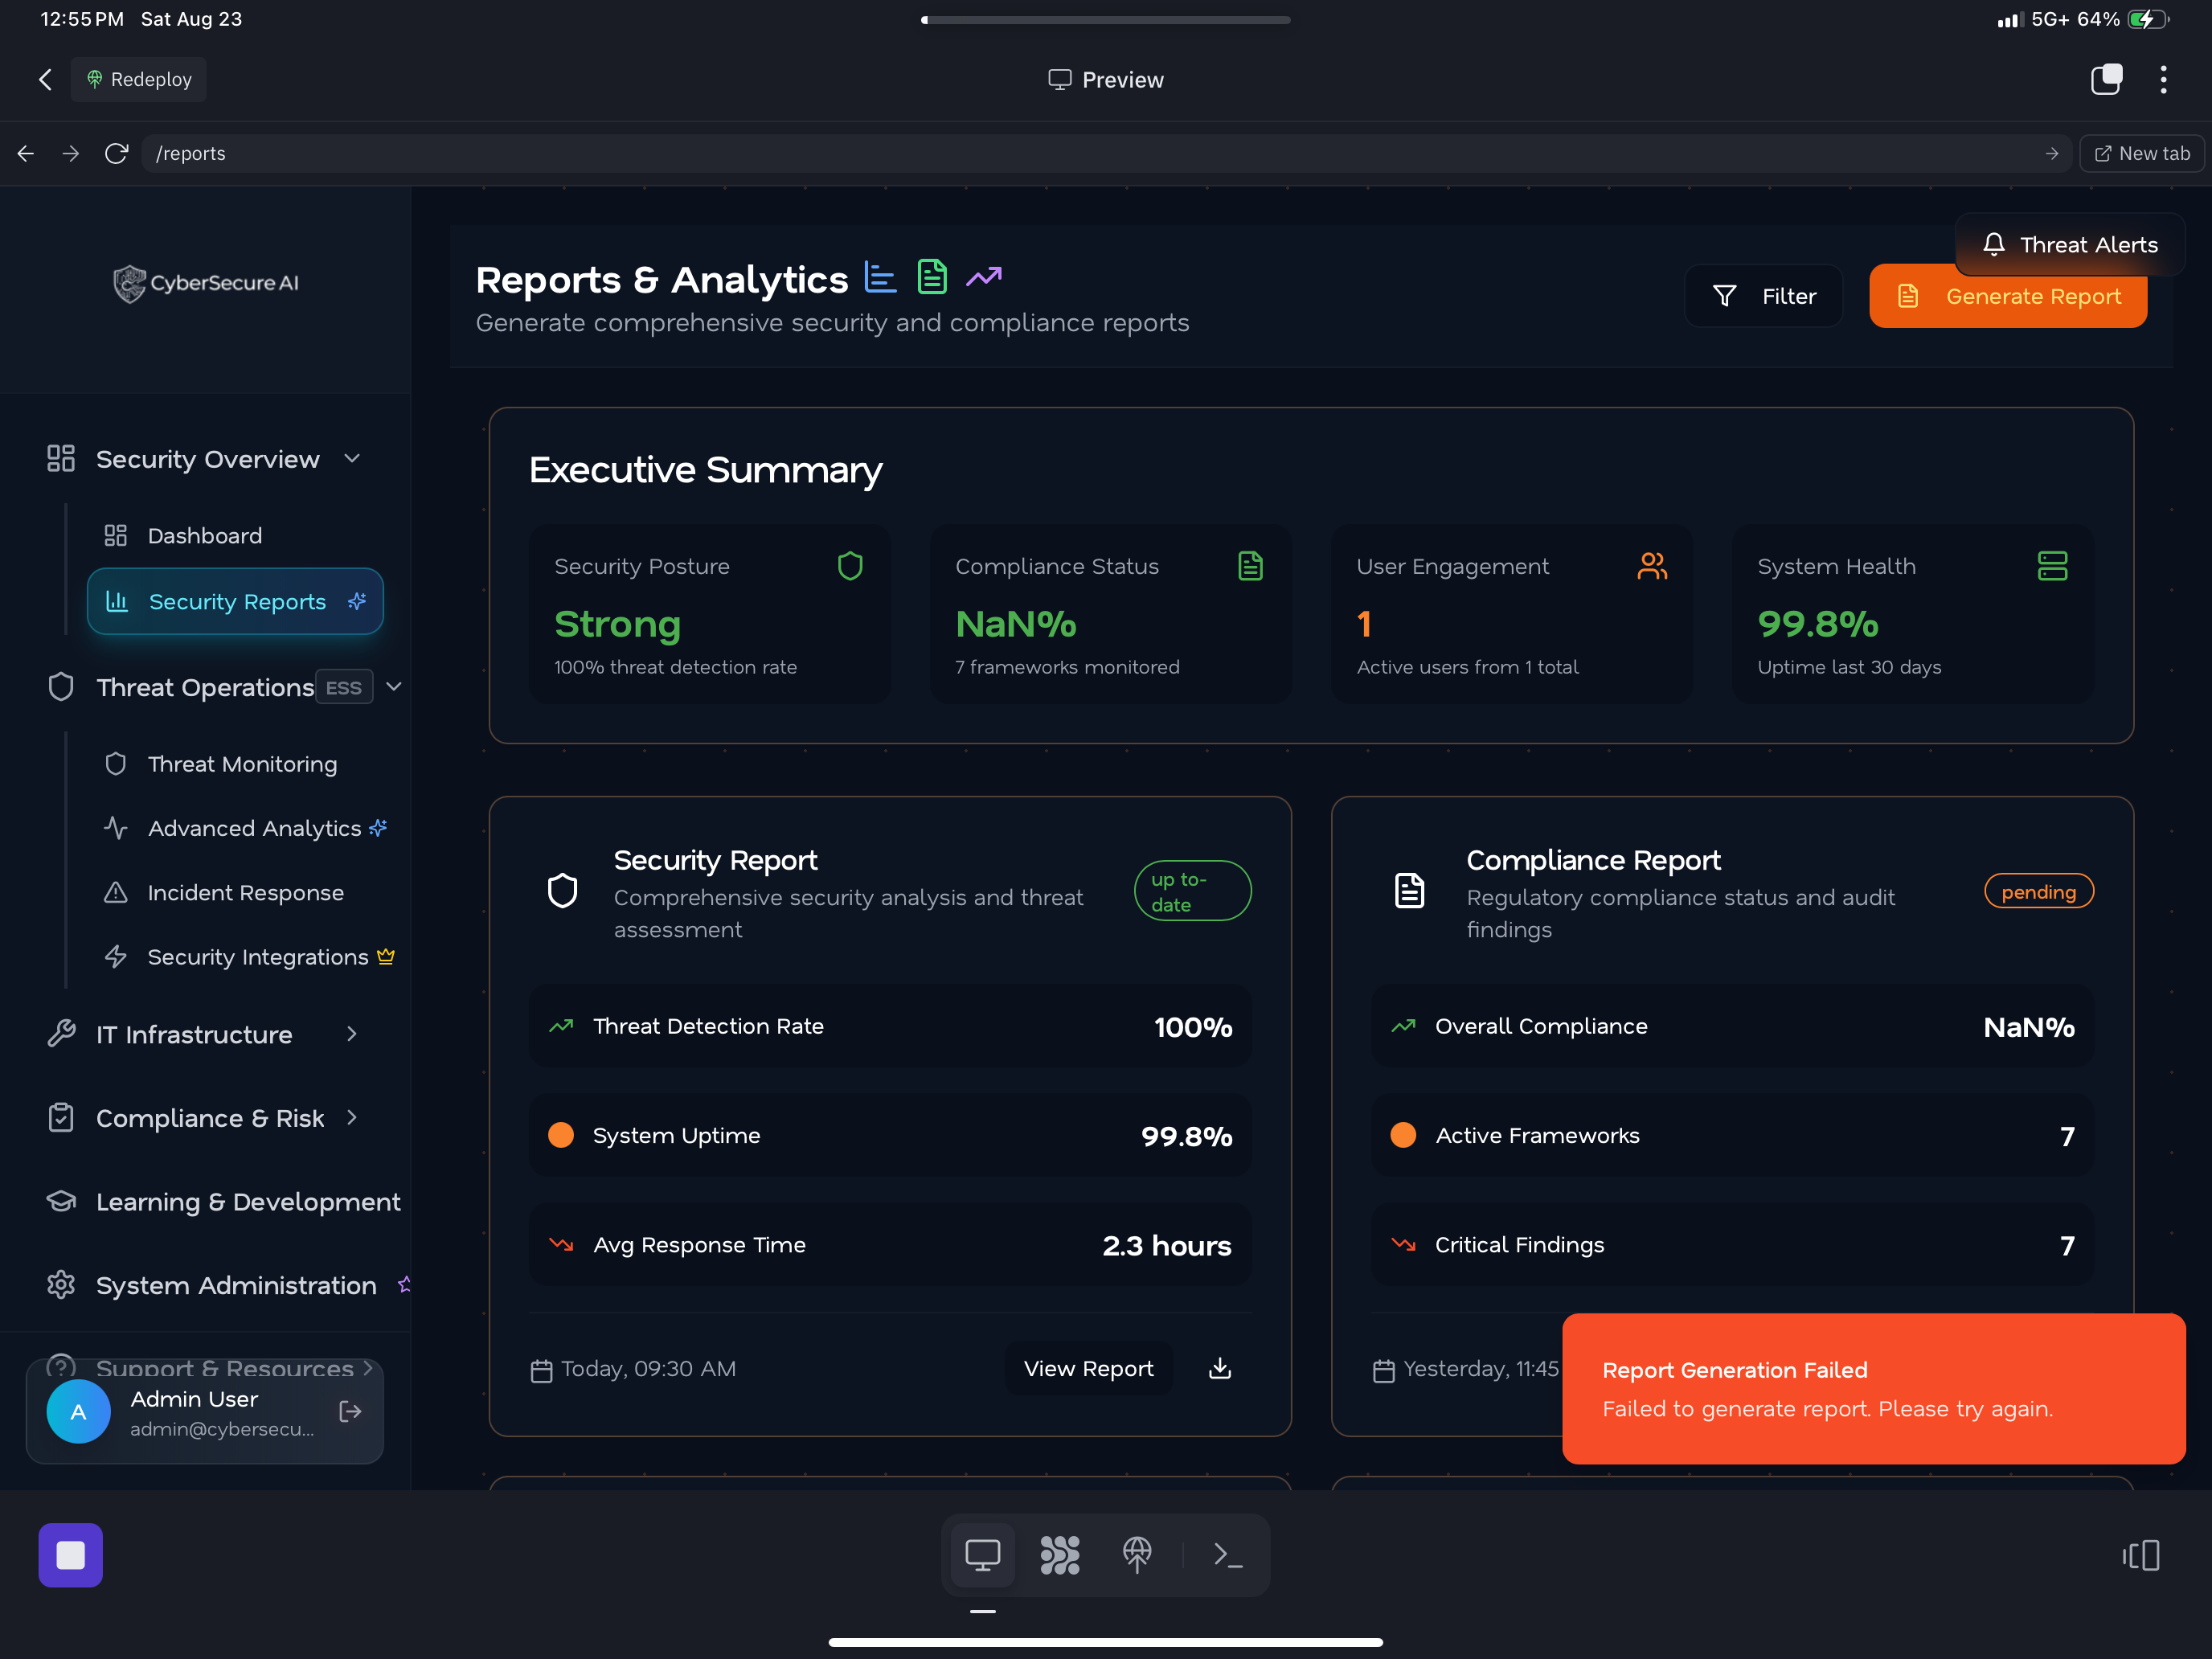 12:55 PM Sat Aug 23
5G+ 64%
Redeploy
Preview
/reports
New tab
CyberSecure AI
Threat Alerts
Reports & Analytics
Generate comprehensive security and compliance reports
Filter
Generate Report
Security Overview
Dashboard
Security Reports
Threat Operations ESS
Threat Monitoring
Advanced Analytics
Incident Response
Security Integrations
IT Infrastructure
Compliance & Risk
Learning & Development
System Administration
Support & Resources
A
Admin User
admin@cybersecu...
Executive Summary
Security Posture
Strong
100% threat detection rate
Compliance Status
NaN%
7 frameworks monitored
User Engagement
1
Active users from 1 total
System Health
99.8%
Uptime last 30 days
Security Report
Comprehensive security analysis and threat
assessment
up to-
date
Threat Detection Rate 100%
System Uptime 99.8%
Avg Response Time 2.3 hours
Today, 09:30 AM
View Report
Compliance Report
Regulatory compliance status and audit
findings
pending
Overall Compliance NaN%
Active Frameworks 7
Critical Findings 7
Yesterday, 11:45
Report Generation Failed
Failed to generate report. Please try again.